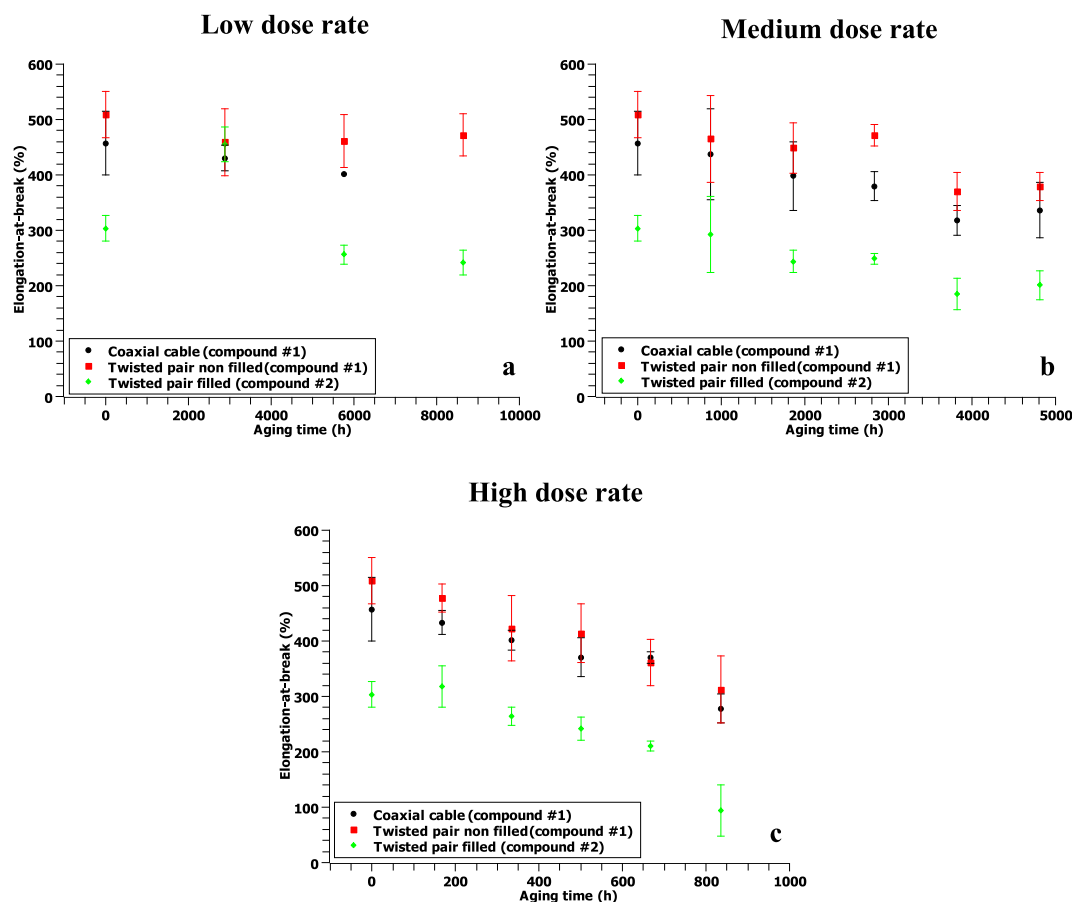 Low dose rate
600
500
400
300
200
100
0
Elongation-at-break (%)
Coaxial cable (compound #1)
Twisted pair non filled (compound #1)
Twisted pair filled (compound #2)
a
0 2000 4000 6000 8000 10000
Aging time (h)
Medium dose rate
600
500
400
300
200
100
0
Elongation-at-break (%)
Coaxial cable (compound #1)
Twisted pair non filled (compound #1)
Twisted pair filled (compound #2)
b
0 1000 2000 3000 4000 5000
Aging time (h)
High dose rate
600
500
400
300
200
100
0
Elongation-at-break (%)
Coaxial cable (compound #1)
Twisted pair non filled (compound #1)
Twisted pair filled (compound #2)
c
0 200 400 600 800 1000
Aging time (h)